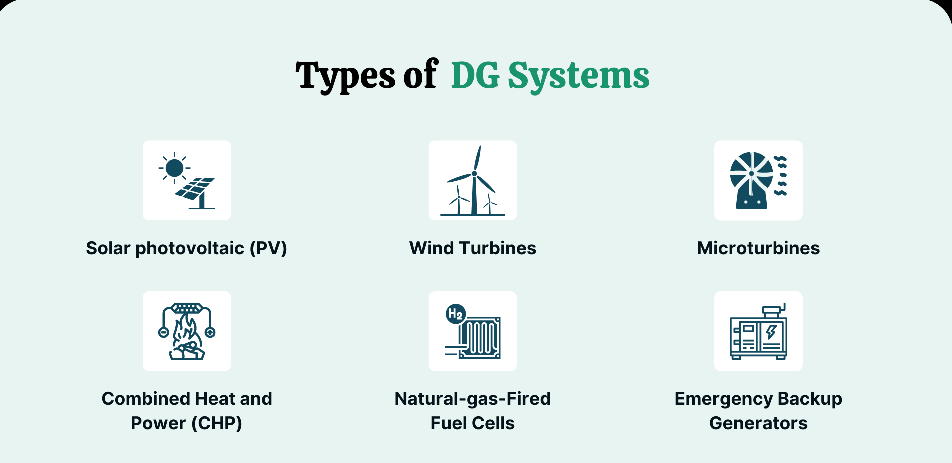 Types of DG Systems
Solar photovoltaic (PV)
Wind Turbines
Microturbines
Combined Heat and
Power (CHP)
H2
Natural-gas-Fired
Fuel Cells
Emergency Backup
Generators